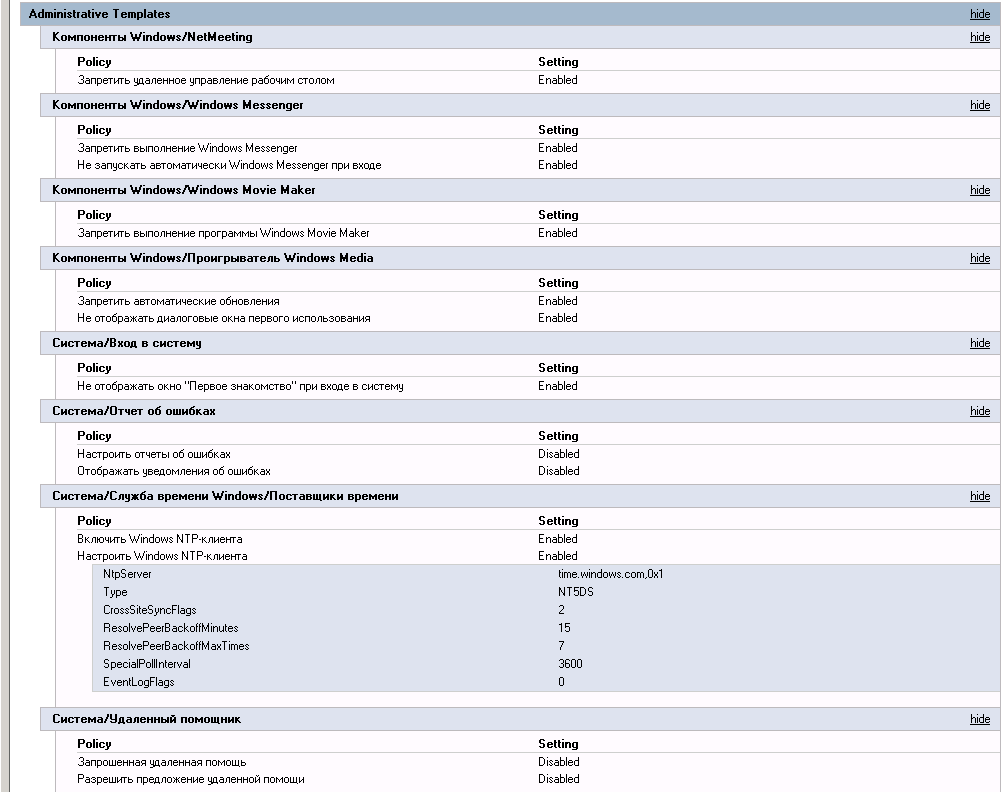 Administrative Templates hide
Компоненты Windows/NetMeeting hide
Policy Setting
Запретить удаленное управление рабочим столом Enabled
Компоненты Windows/Windows Messenger hide
Policy Setting
Запретить выполнение Windows Messenger Enabled
Не запускать автоматически Windows Messenger при входе Enabled
Компоненты Windows/Windows Movie Maker hide
Policy Setting
Запретить выполнение программы Windows Movie Maker Enabled
Компоненты Windows/Проигрыватель Windows Media hide
Policy Setting
Запретить автоматические обновления Enabled
Не отображать диалоговые окна первого использования Enabled
Система/Вход в систему hide
Policy Setting
Не отображать окно "Первое знакомство" при входе в систему Enabled
Система/Отчет об ошибках hide
Policy Setting
Настроить отчеты об ошибках Disabled
Отображать уведомления об ошибках Disabled
Система/Служба времени Windows/Поставщики времени hide
Policy Setting
Включить Windows NTP-клиента Enabled
Настроить Windows NTP-клиента Enabled
NtpServer time.windows.com,0x1
Type NT5DS
CrossSiteSyncFlags 2
ResolvePeerBackoffMinutes 15
ResolvePeerBackoffMaxTimes 7
SpecialPollInterval 3600
EventLogFlags 0
Система/Удаленный помощник hide
Policy Setting
Запрошенная удаленная помощь Disabled
Разрешить предложение удаленной помощи Disabled